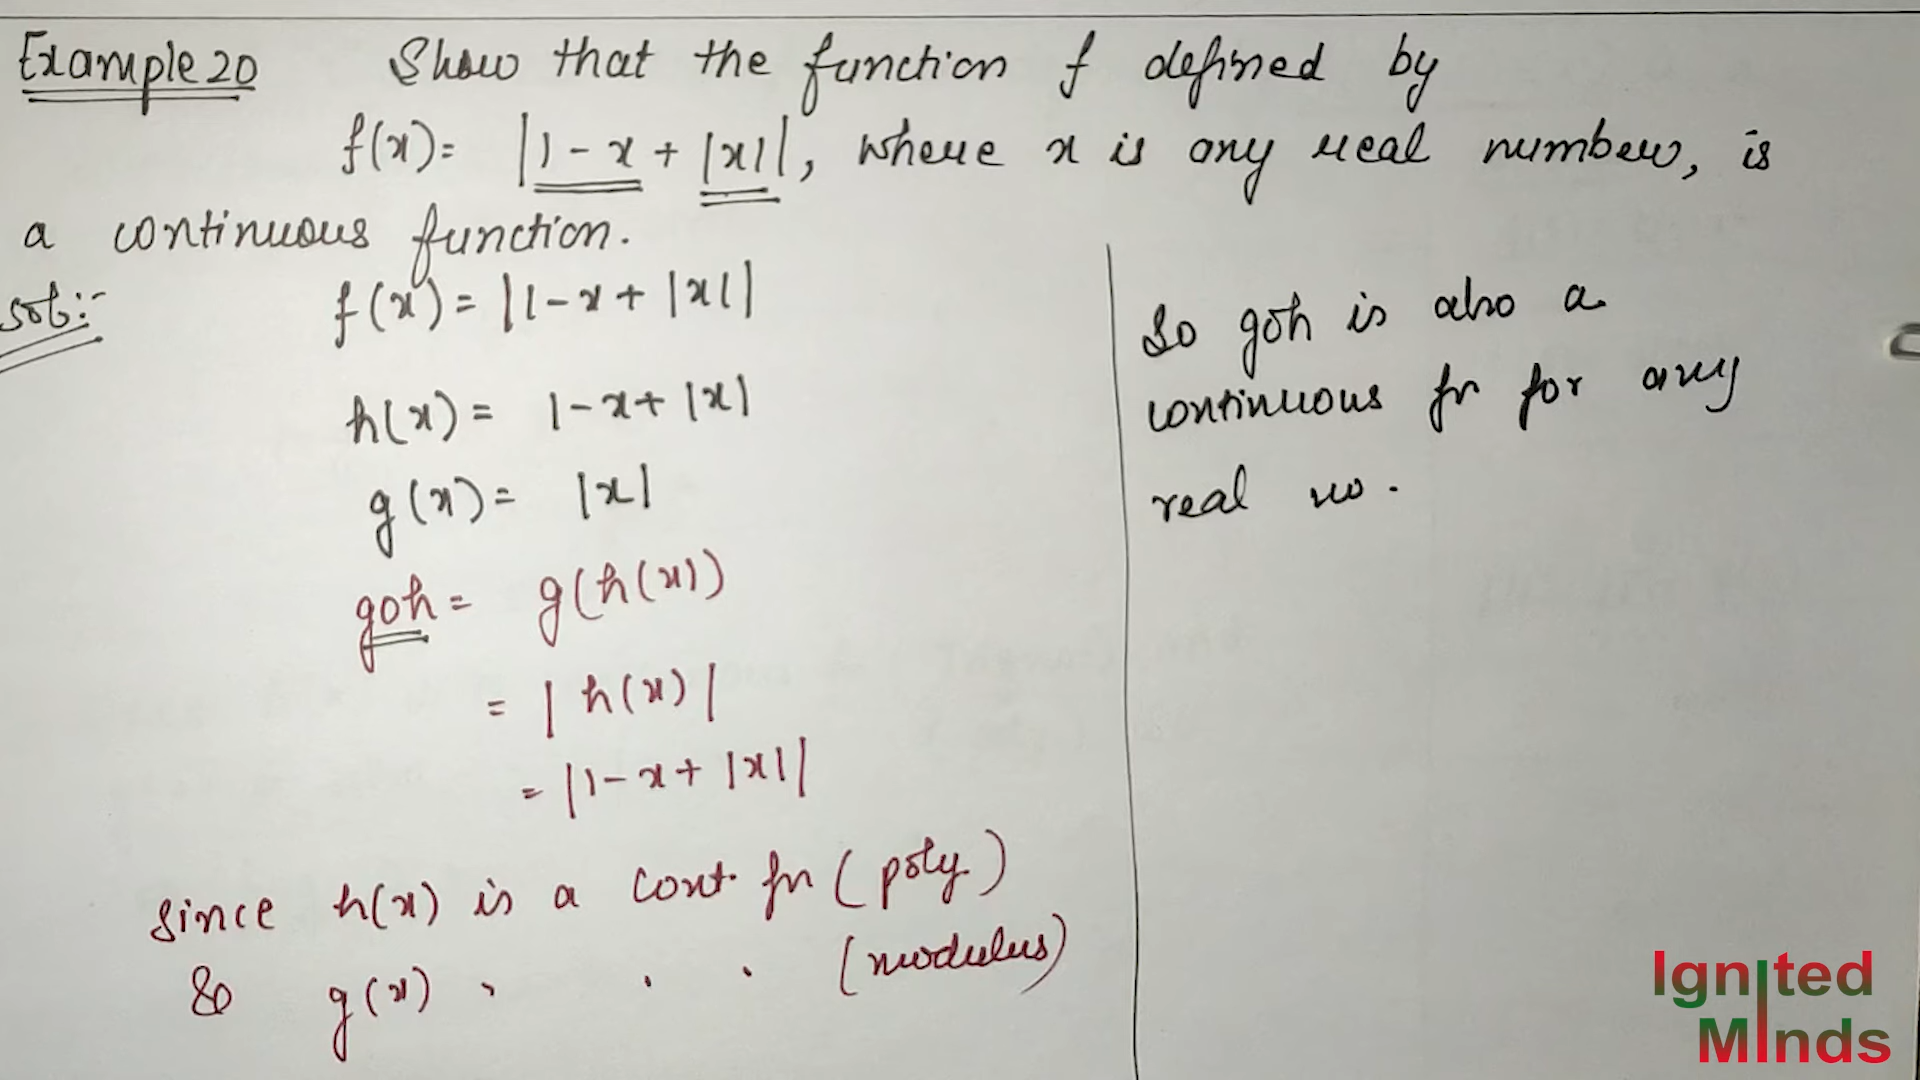 Example 20 Show that the function f defined by
f(x) = |1 - x + |x||, where x is any real number, is
a continuous function.
Sol:-
f(x) = |1 - x + |x||
h(x) = 1 - x + |x|
g(x) = |x|
goh = g(h(x))
= |h(x)|
= |1 - x + |x||
Since h(x) is a cont. fn (poly.)
& g(x) " " " (modulus)
So goh is also a
continuous fn for any
real no.
Ignited
Minds